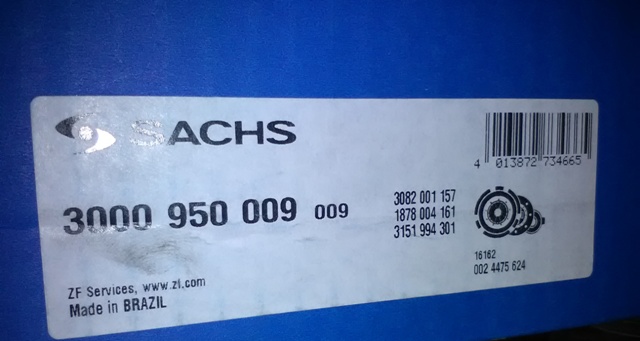 SACHS
4 013872 734665
3000 950 009 009
3082 001 157
1878 004 161
3151 994 301
16162
002 4475 624
ZF Services, www.zf.com
Made in BRAZIL